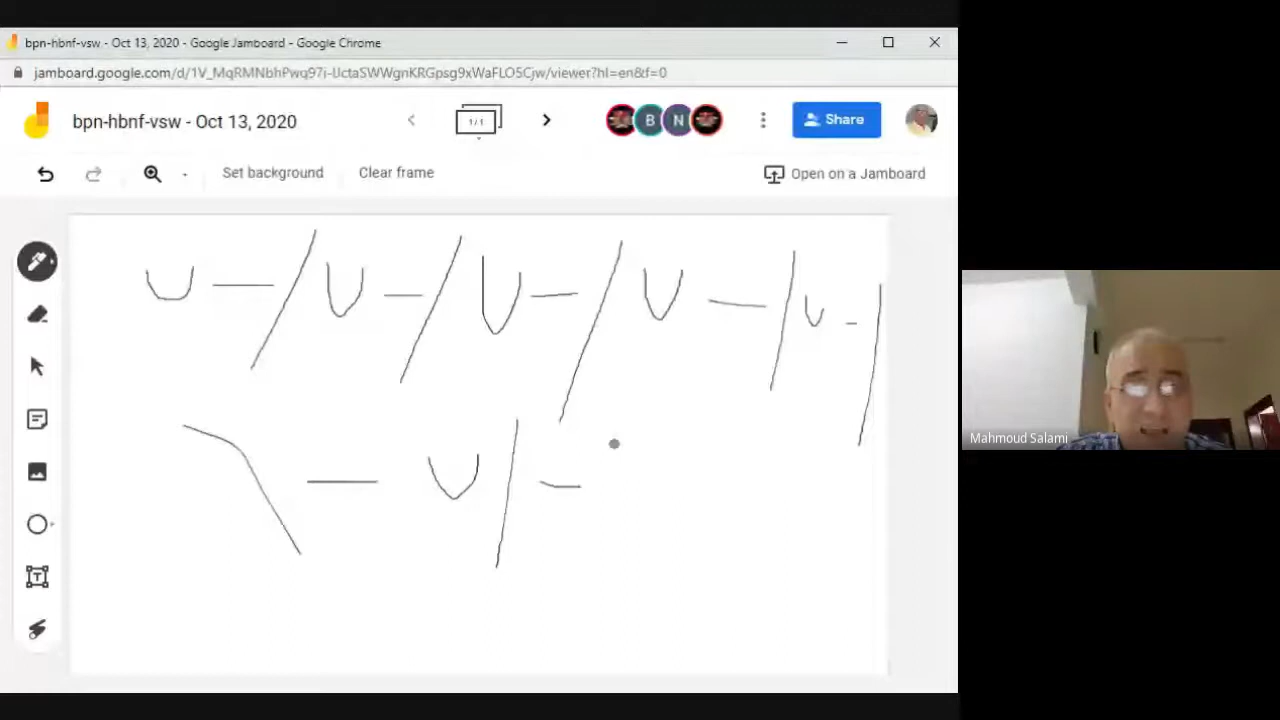 bpn-hbnf-vsw - Oct 13, 2020 - Google Jamboard - Google Chrome
jamboard.google.com/d/1V_MqRMNbhPwq97i-UctaSWWgnKRGpsg9xWaFLO5Cjw/viewer?hl=en&f=0
bpn-hbnf-vsw - Oct 13, 2020
1/1
B N
Share
Set background
Clear frame
Open on a Jamboard
U — / U — / U — / U — / U - /
\ — U / —
T
Mahmoud Salami